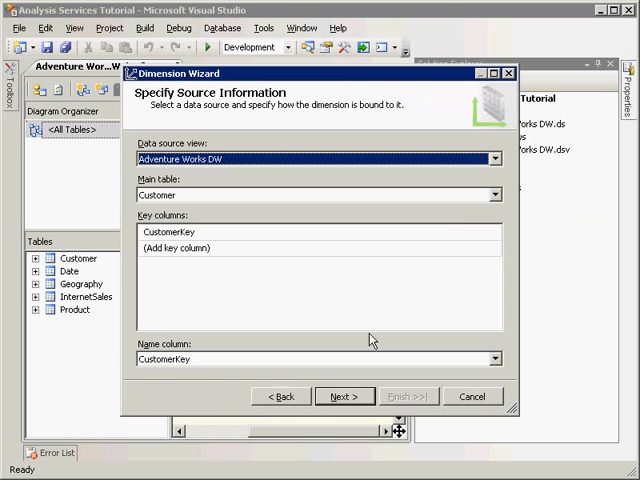 Analysis Services Tutorial - Microsoft Visual Studio
File Edit View Project Build Debug Database Tools Window Help
Development
Adventure Wor...
Toolbox
Diagram Organizer
<All Tables>
Tables
Customer
Date
Geography
InternetSales
Product
Dimension Wizard
Specify Source Information
Select a data source and specify how the dimension is bound to it.
Data source view:
Adventure Works DW
Main table:
Customer
Key columns:
CustomerKey
(Add key column)
Name column:
CustomerKey
< Back Next > Finish >>| Cancel
Tutorial
orks DW.ds
orks DW.dsv
Properties
Error List
Ready